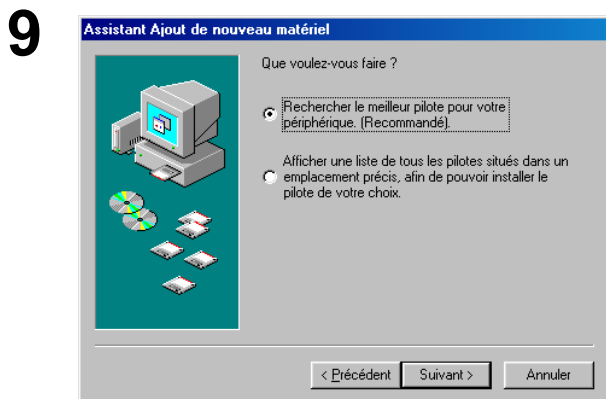 9
Assistant Ajout de nouveau matériel
Que voulez-vous faire ?
Rechercher le meilleur pilote pour votre
périphérique. (Recommandé).
Afficher une liste de tous les pilotes situés dans un
emplacement précis, afin de pouvoir installer le
pilote de votre choix.
< Précédent Suivant > Annuler